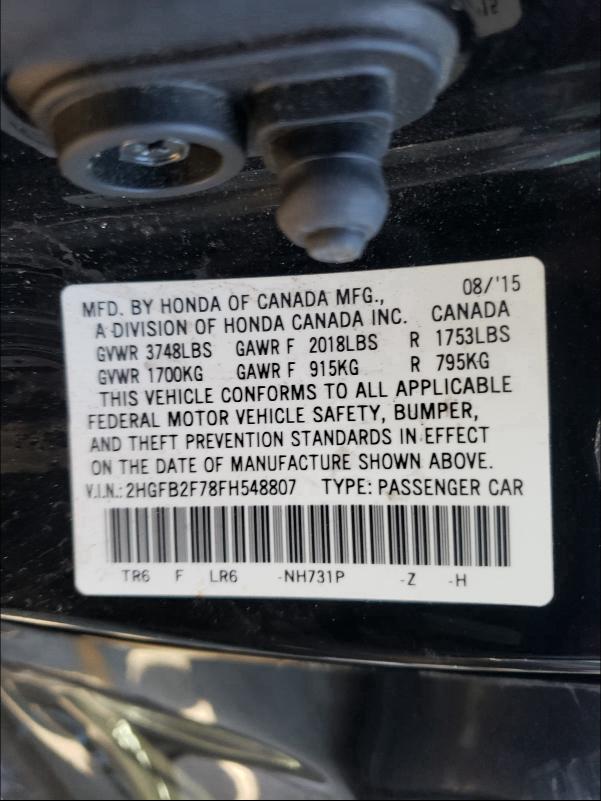 MFD. BY HONDA OF CANADA MFG., 08/'15
A DIVISION OF HONDA CANADA INC. CANADA
GVWR 3748LBS GAWR F 2018LBS R 1753LBS
GVWR 1700KG GAWR F 915KG R 795KG
THIS VEHICLE CONFORMS TO ALL APPLICABLE
FEDERAL MOTOR VEHICLE SAFETY, BUMPER,
AND THEFT PREVENTION STANDARDS IN EFFECT
ON THE DATE OF MANUFACTURE SHOWN ABOVE.
V.I.N.: 2HGFB2F78FH548807 TYPE: PASSENGER CAR
TR6 F LR6 -NH731P -Z -H